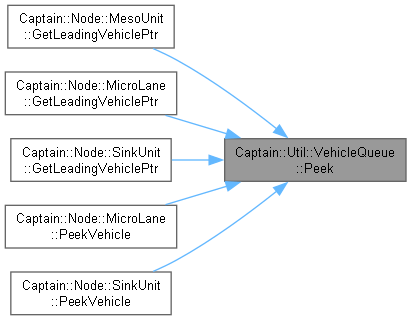 Captain::Node::MesoUnit
::GetLeadingVehiclePtr
Captain::Node::MicroLane
::GetLeadingVehiclePtr
Captain::Node::SinkUnit
::GetLeadingVehiclePtr
Captain::Util::VehicleQueue
::Peek
Captain::Node::MicroLane
::PeekVehicle
Captain::Node::SinkUnit
::PeekVehicle